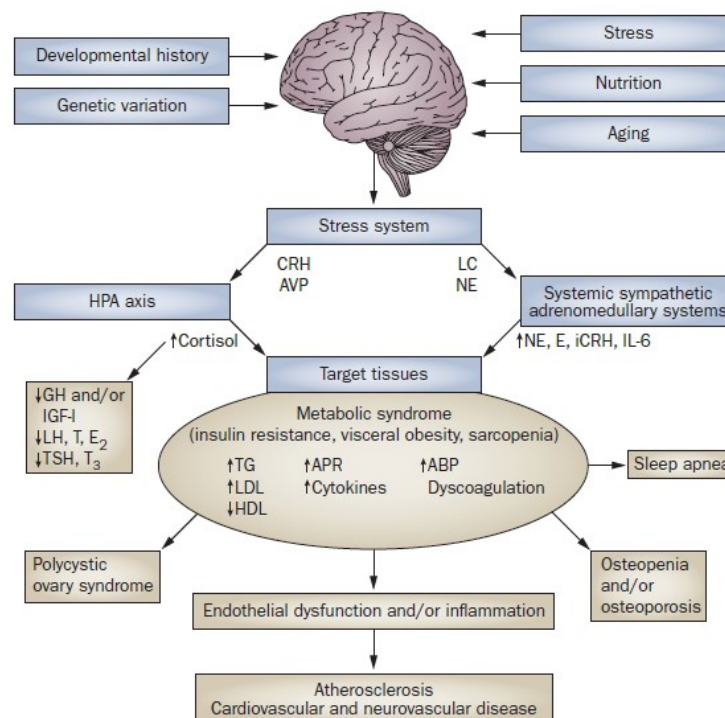 Developmental history
Genetic variation
Stress
Nutrition
Aging
Stress system
CRH
AVP
LC
NE
HPA axis
Systemic sympathetic
adrenomedullary systems
↑Cortisol
↑NE, E, iCRH, IL-6
Target tissues
↓GH and/or
IGF-I
↓LH, T, E₂
↓TSH, T₃
Metabolic syndrome
(insulin resistance, visceral obesity, sarcopenia)
↑TG
↑LDL
↓HDL
↑APR
↑Cytokines
↑ABP
Dyscoagulation
Sleep apnea
Polycystic
ovary syndrome
Osteopenia
and/or
osteoporosis
Endothelial dysfunction and/or inflammation
Atherosclerosis
Cardiovascular and neurovascular disease